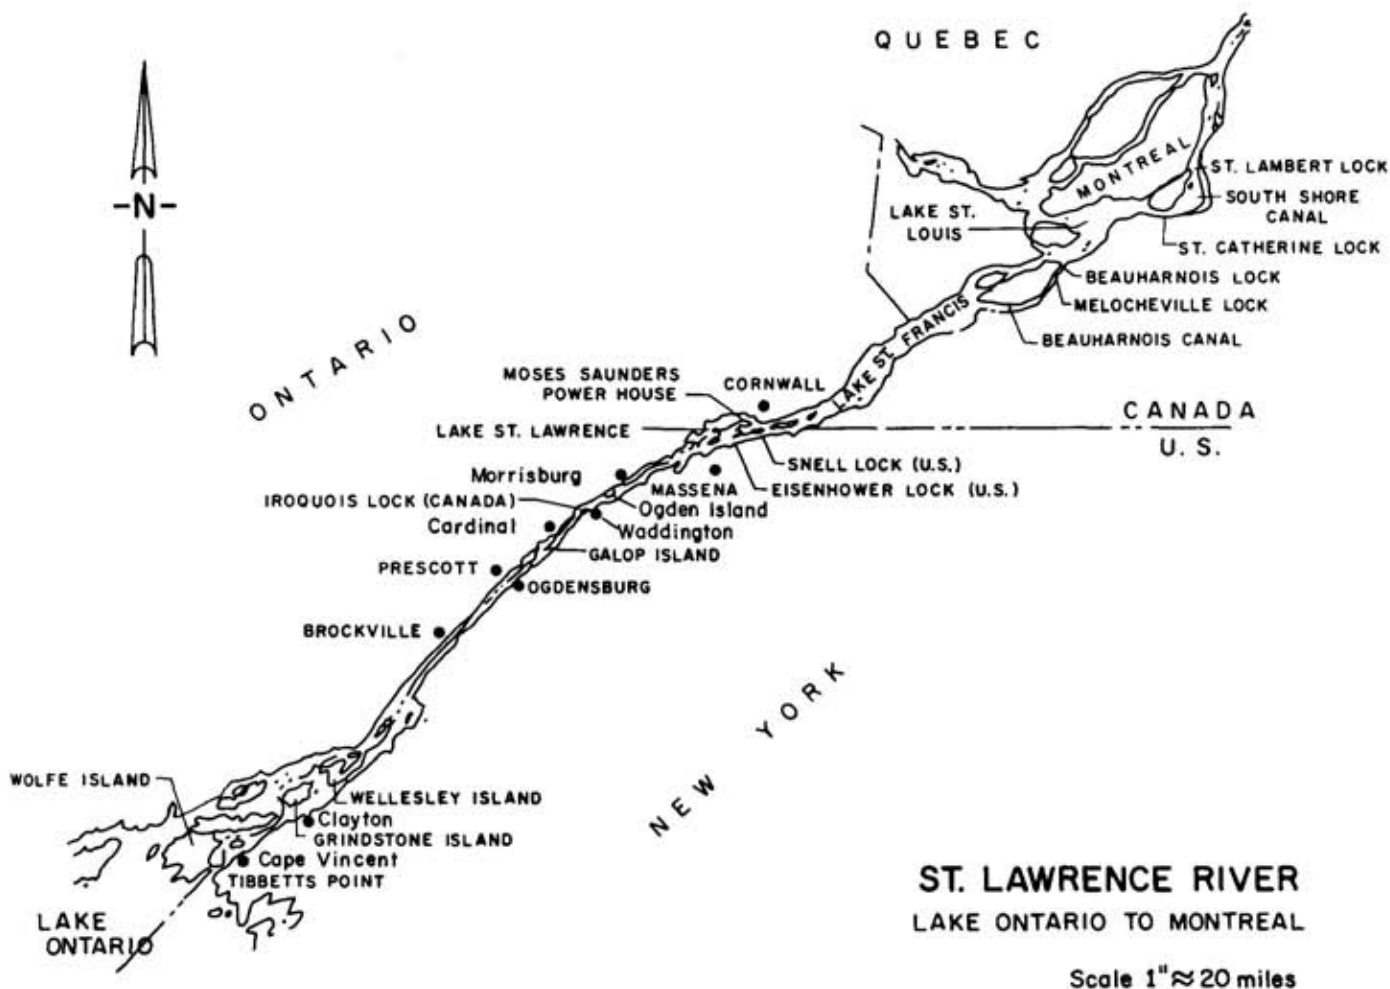 QUEBEC
-N-
MONTREAL
ST. LAMBERT LOCK
SOUTH SHORE
CANAL
LAKE ST.
LOUIS
ST. CATHERINE LOCK
BEAUHARNOIS LOCK
MELOCHEVILLE LOCK
BEAUHARNOIS CANAL
LAKE ST. FRANCIS
ONTARIO
MOSES SAUNDERS
POWER HOUSE
CORNWALL
CANADA
U.S.
LAKE ST. LAWRENCE
SNELL LOCK (U.S.)
Morrisburg
MASSENA
EISENHOWER LOCK (U.S.)
IROQUOIS LOCK (CANADA)
Ogden Island
Cardinal
Waddington
GALOP ISLAND
PRESCOTT
OGDENSBURG
BROCKVILLE
NEW YORK
WOLFE ISLAND
WELLESLEY ISLAND
Clayton
GRINDSTONE ISLAND
Cape Vincent
TIBBETTS POINT
LAKE
ONTARIO
ST. LAWRENCE RIVER
LAKE ONTARIO TO MONTREAL
Scale 1" ≈ 20 miles